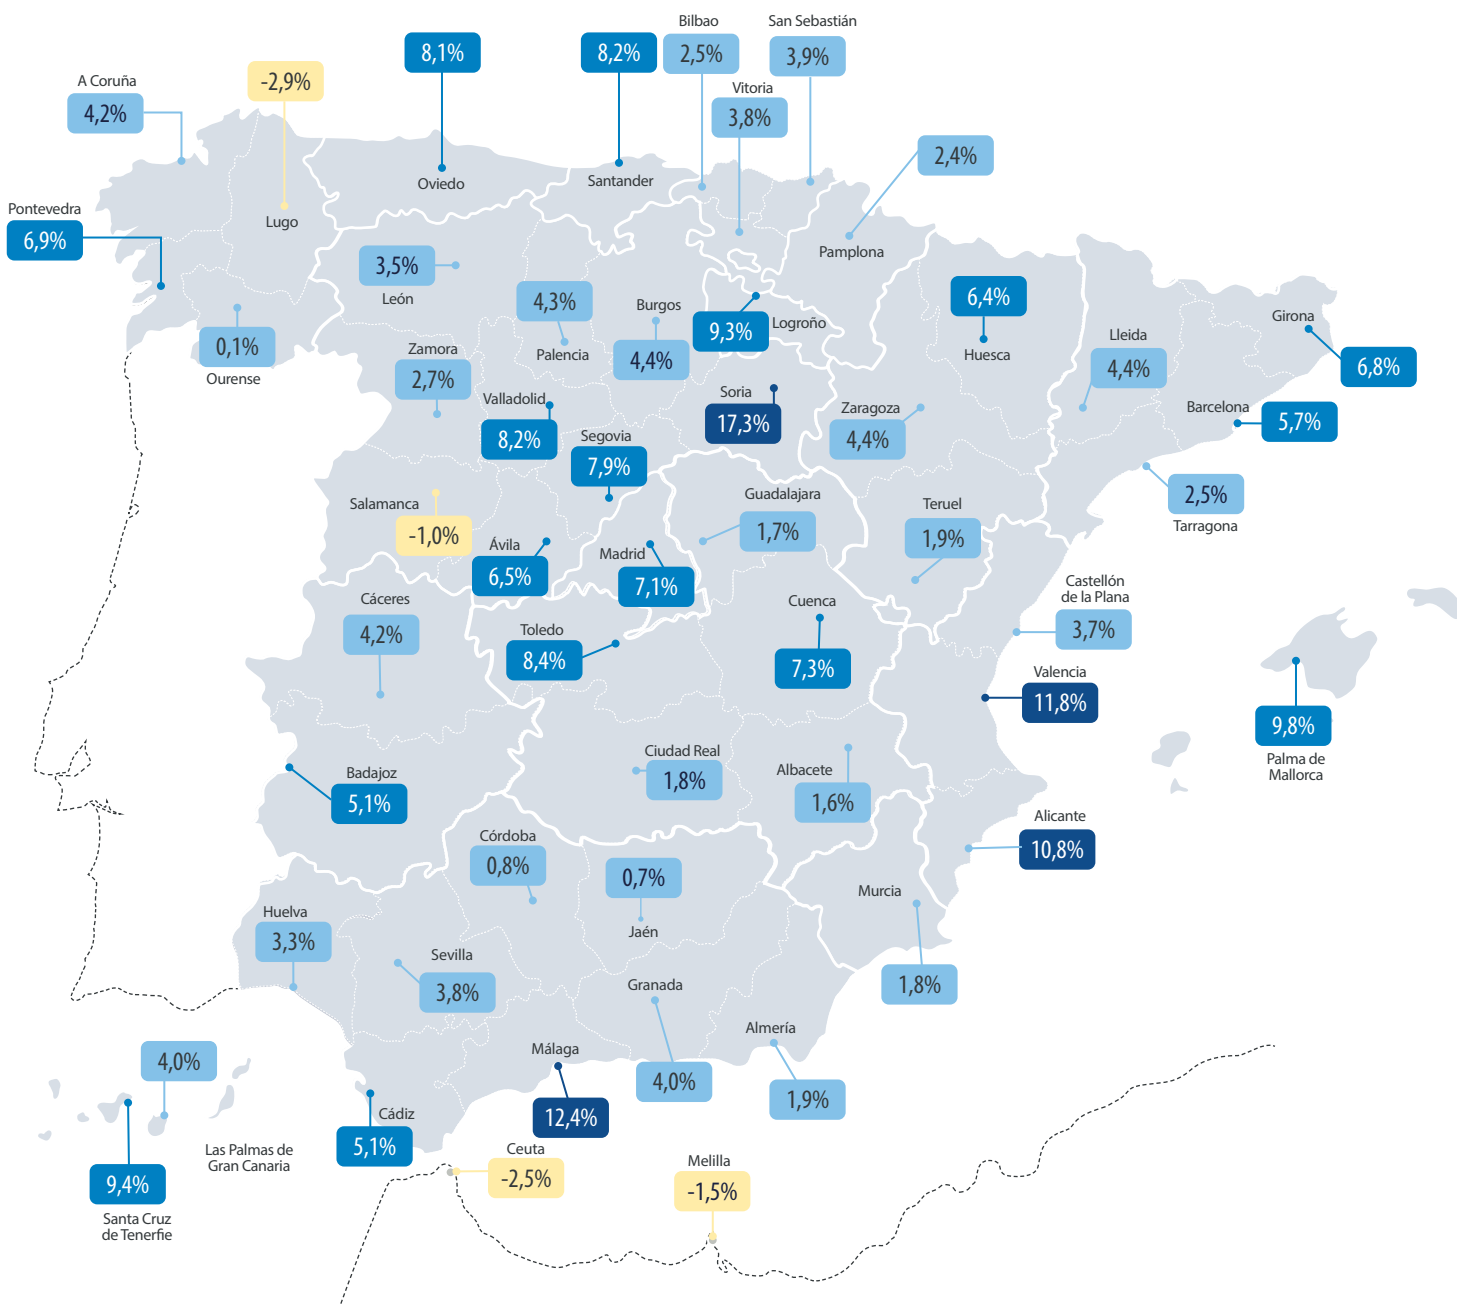 Bilbao
2,5%
San Sebastián
3,9%
8,1%
Oviedo
8,2%
Santander
-2,9%
Lugo
A Coruña
4,2%
Vitoria
3,8%
2,4%
Pamplona
Pontevedra
6,9%
3,5%
León
4,3%
Palencia
Burgos
4,4%
9,3%
Logroño
6,4%
Huesca
Girona
6,8%
0,1%
Ourense
Zamora
2,7%
Lleida
4,4%
Valladolid
8,2%
Soria
17,3%
Zaragoza
4,4%
Barcelona
5,7%
Segovia
7,9%
Salamanca
-1,0%
Guadalajara
1,7%
Teruel
1,9%
2,5%
Tarragona
Ávila
6,5%
Madrid
7,1%
Castellón
de la Plana
3,7%
Cáceres
4,2%
Toledo
8,4%
Cuenca
7,3%
Valencia
11,8%
9,8%
Palma de
Mallorca
Badajoz
5,1%
Ciudad Real
1,8%
Albacete
1,6%
Alicante
10,8%
Córdoba
0,8%
0,7%
Jaén
Murcia
1,8%
Huelva
3,3%
Sevilla
3,8%
Granada
4,0%
Almería
1,9%
Málaga
12,4%
Cádiz
5,1%
4,0%
Las Palmas de
Gran Canaria
9,4%
Santa Cruz
de Tenerfie
Ceuta
-2,5%
Melilla
-1,5%